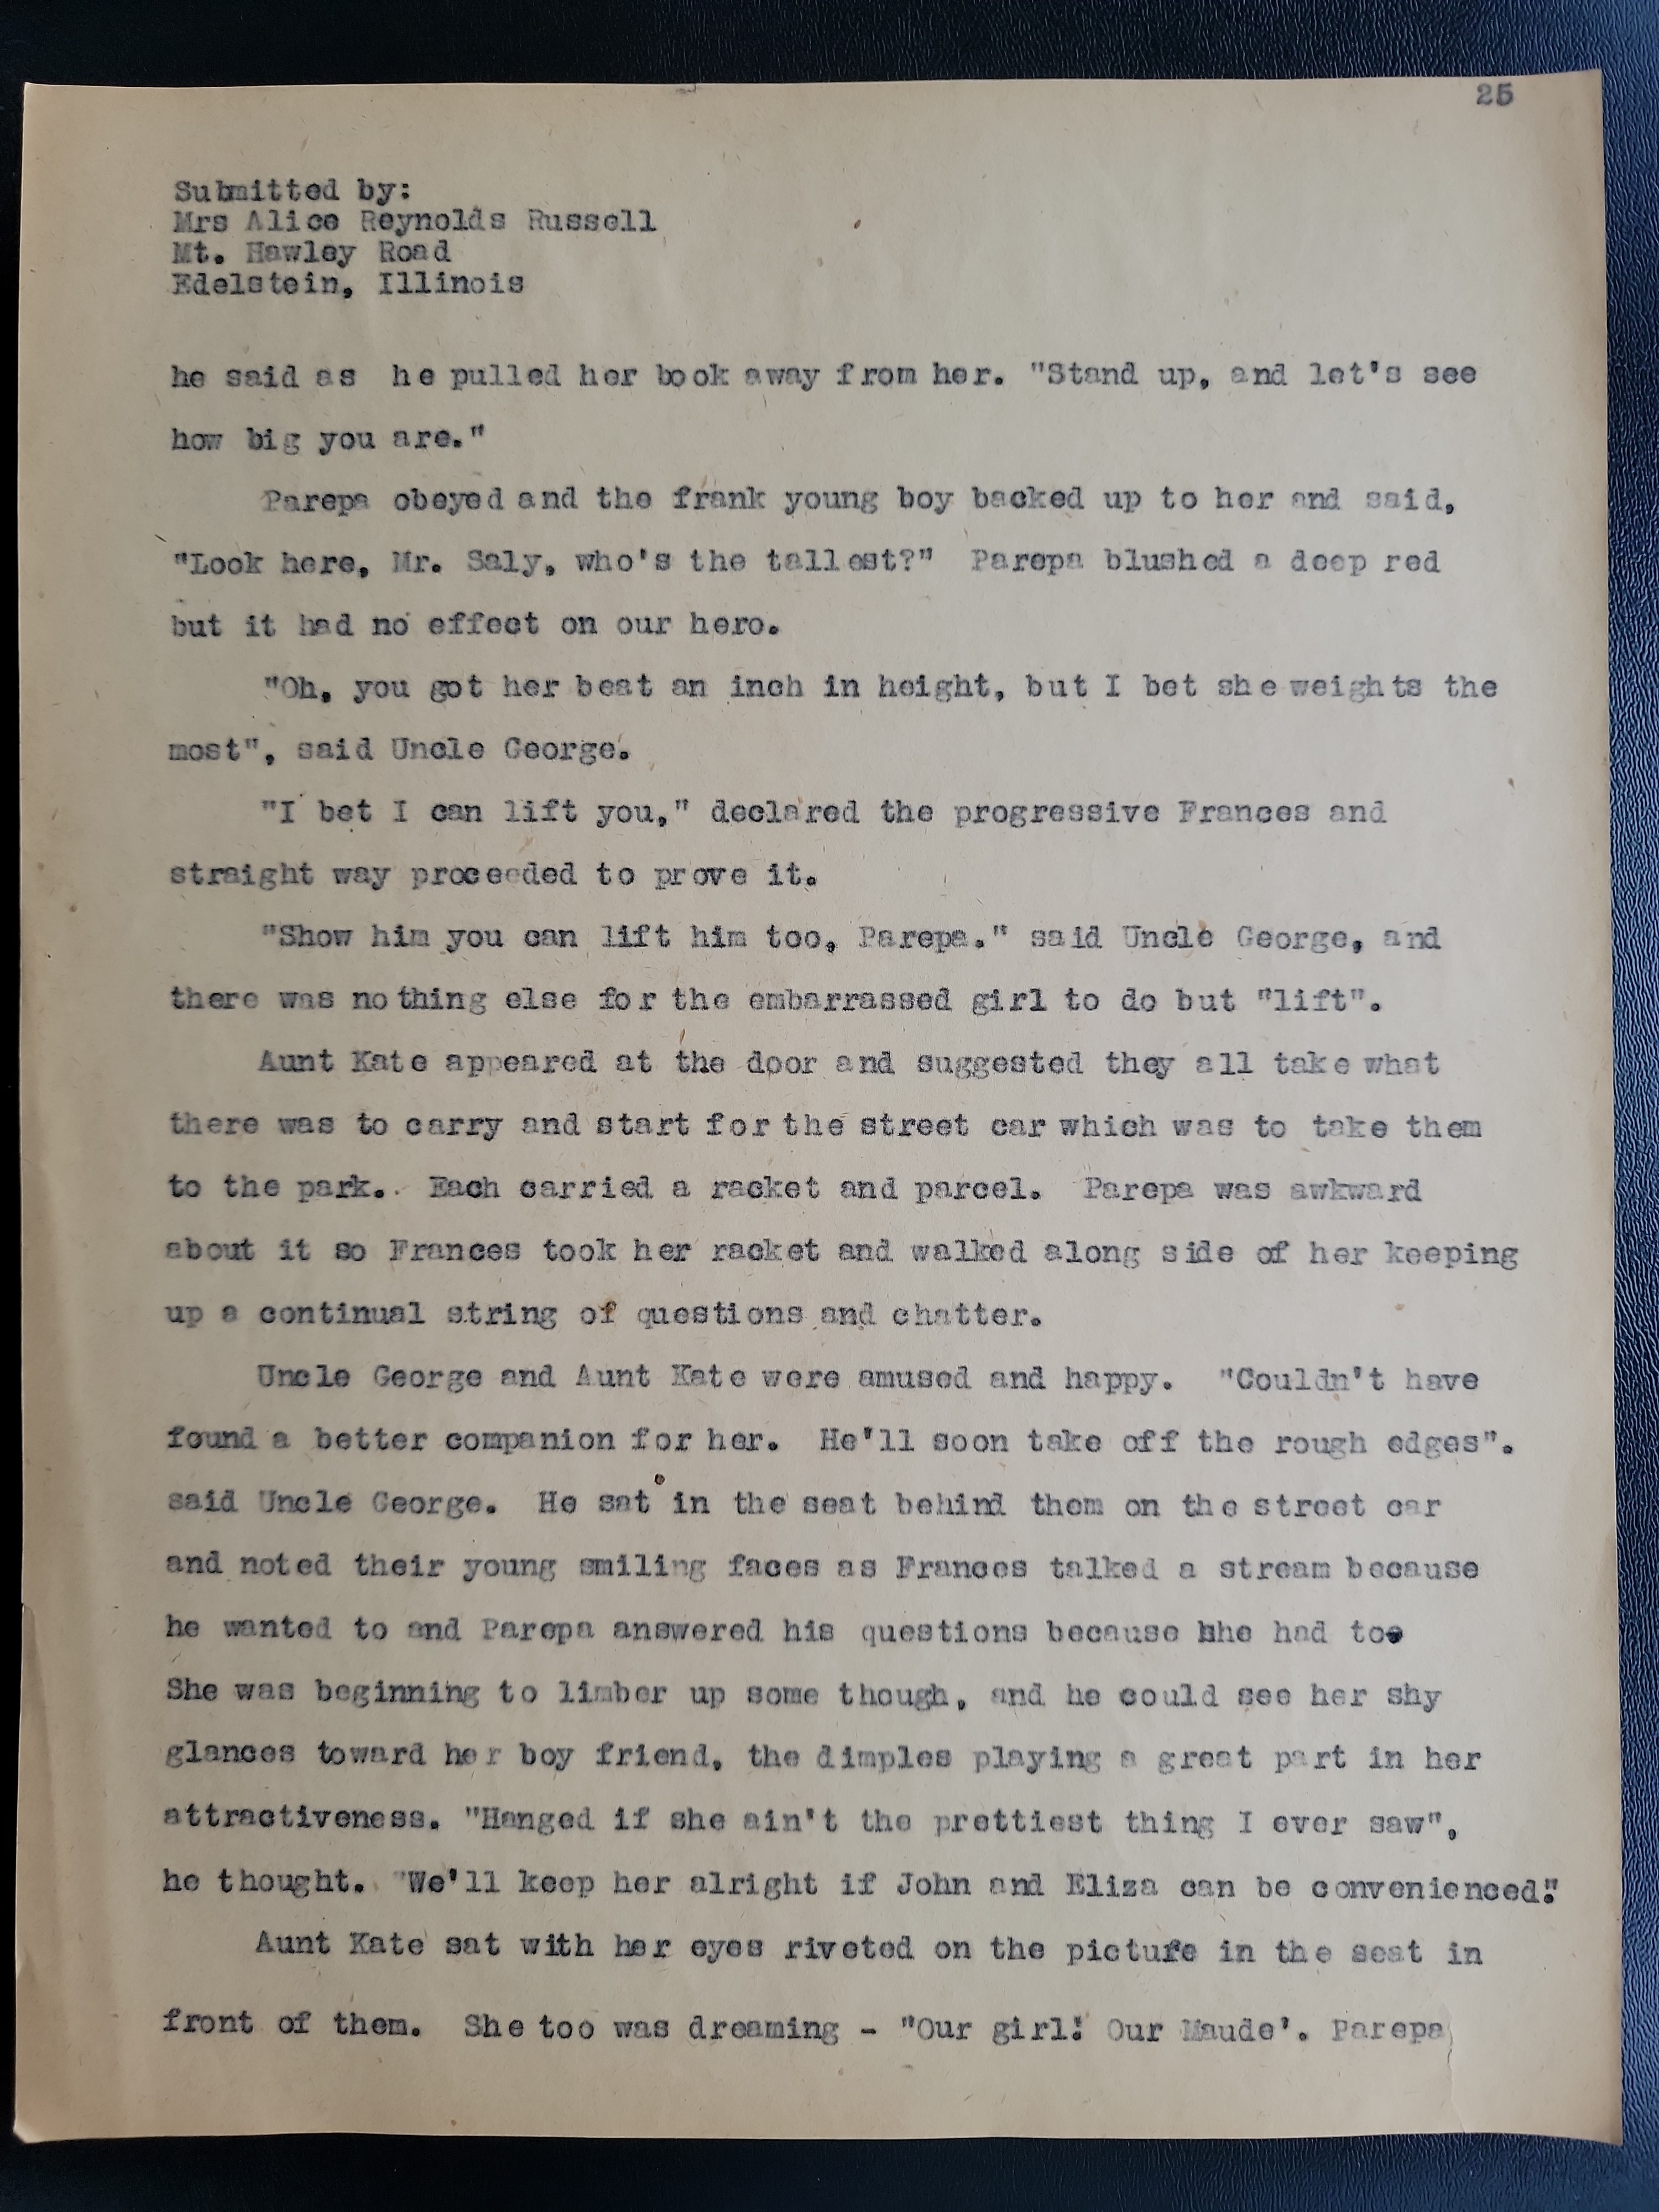 25
Submitted by:
Mrs Alice Reynolds Russell
Mt. Hawley Road
Edelstein, Illinois
he said as he pulled her book away from her. "Stand up, and let's see
how big you are."
Parepa obeyed and the frank young boy backed up to her and said,
"Look here, Mr. Saly, who's the tallest?" Parepa blushed a deep red
but it had no effect on our hero.
"Oh, you got her beat an inch in height, but I bet she weights the
most", said Uncle George.
"I bet I can lift you," declared the progressive Frances and
straight way proceeded to prove it.
"Show him you can lift him too, Parepa." said Uncle George, and
there was nothing else for the embarrassed girl to do but "lift".
Aunt Kate appeared at the door and suggested they all take what
there was to carry and start for the street car which was to take them
to the park. Each carried a racket and parcel. Parepa was awkward
about it so Frances took her racket and walked along side of her keeping
up a continual string of questions and chatter.
Uncle George and Aunt Kate were amused and happy. "Couldn't have
found a better companion for her. He'll soon take off the rough edges".
said Uncle George. He sat in the seat behind them on the street car
and noted their young smiling faces as Frances talked a stream because
he wanted to and Parepa answered his questions because she had to.
She was beginning to limber up some though, and he could see her shy
glances toward her boy friend, the dimples playing a great part in her
attractiveness. "Hanged if she ain't the prettiest thing I ever saw",
he thought. "We'll keep her alright if John and Eliza can be convenienced."
Aunt Kate sat with her eyes riveted on the picture in the seat in
front of them. She too was dreaming - "Our girl! Our Maude'. Parepa